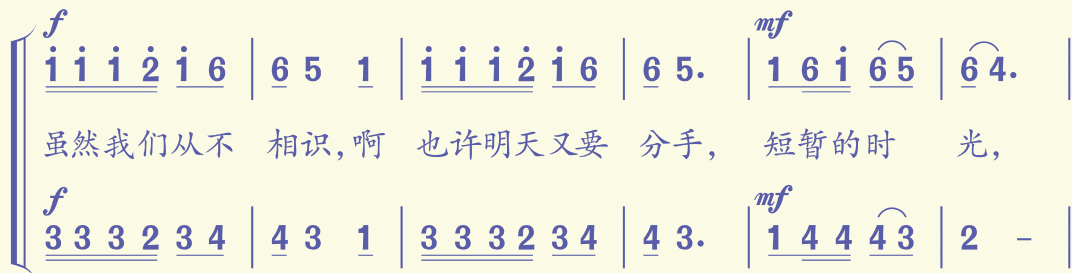 f mf
1̇ 1̇ 1̇ 2̇ 1̇ 6 | 6 5 1 | 1̇ 1̇ 1̇ 2̇ 1̇ 6 | 6 5. | 1 6 1̇ 6 5 | 6 4. |
虽然我们从不 相识,啊 也许明天又要 分手, 短暂的时 光,
f mf
3 3 3 2 3 4 | 4 3 1 | 3 3 3 2 3 4 | 4 3. | 1 4 4 4 3 | 2 – |